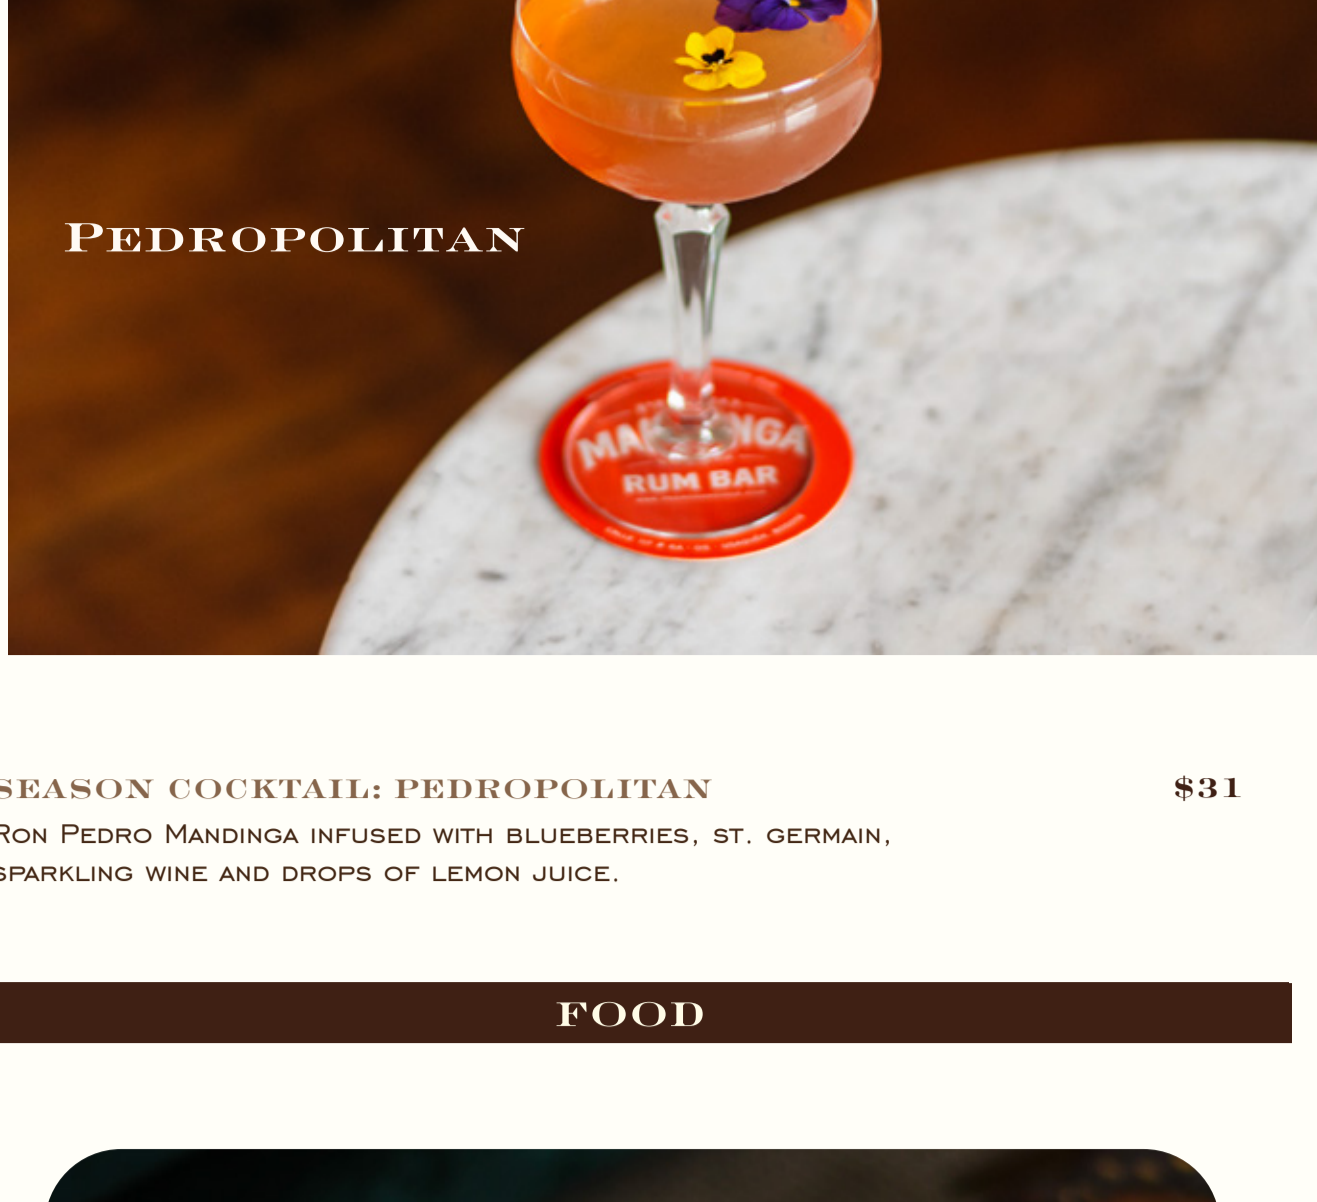 PEDROPOLITAN
RUM BAR
SEASON COCKTAIL: PEDROPOLITAN
$31
RON PEDRO MANDINGA INFUSED WITH BLUEBERRIES, ST. GERMAIN,
SPARKLING WINE AND DROPS OF LEMON JUICE.
FOOD